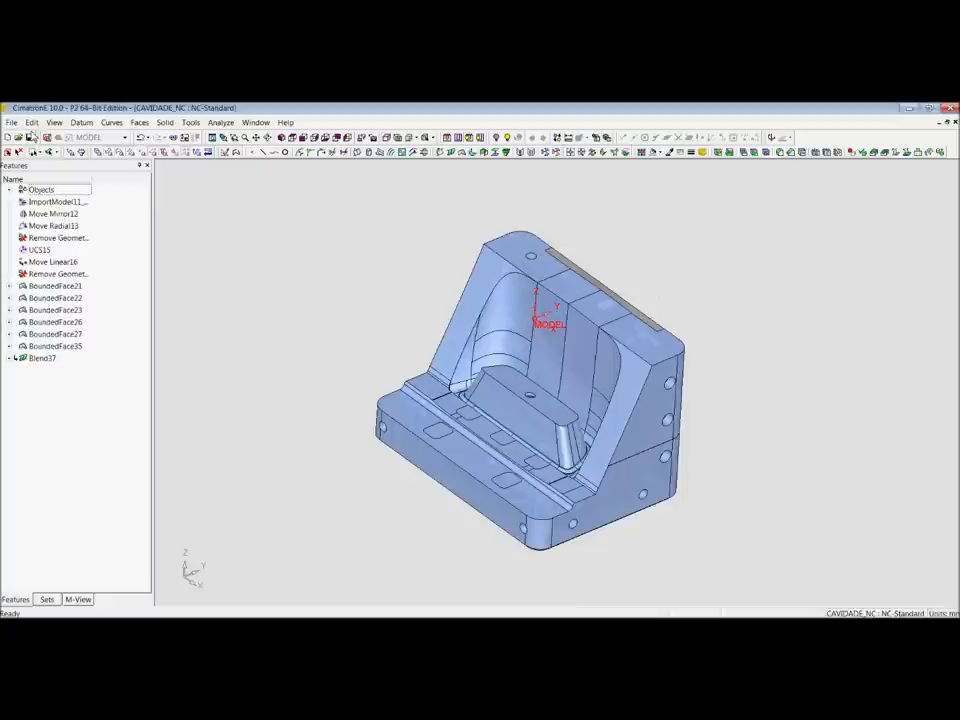 CimatronE 10.0 - P2 64-Bit Edition - [CAVIDADE_NC : NC-Standard]
File Edit View Datum Curves Faces Solid Tools Analyze Window Help
MODEL
Features
Name
Objects
ImportModel11_...
Move Mirror12
Move Radial13
Remove Geomet...
UCS15
Move Linear16
Remove Geomet...
BoundedFace21
BoundedFace22
BoundedFace23
BoundedFace26
BoundedFace27
BoundedFace35
Blend37
Z
Y
MODEL
Z
Y
X
Features Sets M-View
Ready
CAVIDADE_NC : NC-Standard Units: m